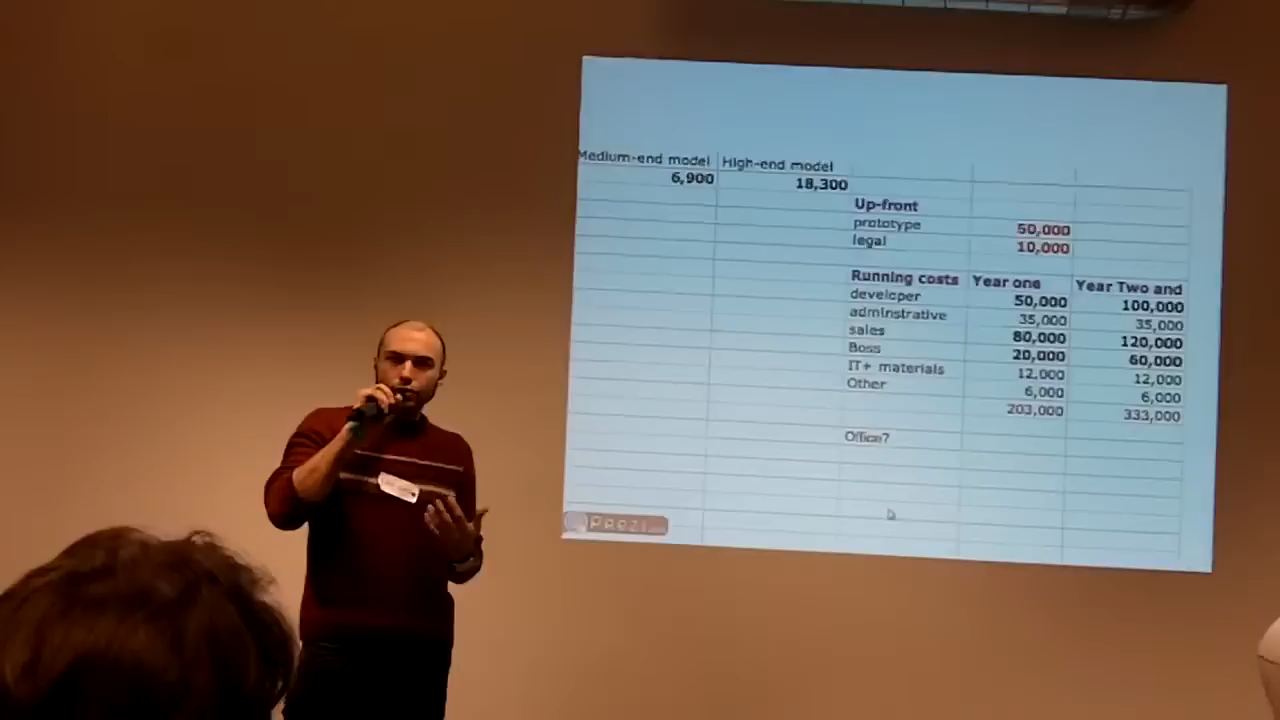 Medium-end model High-end model
6,900 18,300
Up-front
prototype 50,000
legal 10,000
Running costs Year one Year Two and
developer 50,000 100,000
adminstrative 35,000 35,000
sales 80,000 120,000
Boss 20,000 60,000
IT+ materials 12,000 12,000
Other 6,000 6,000
203,000 333,000
Office?
Prezi